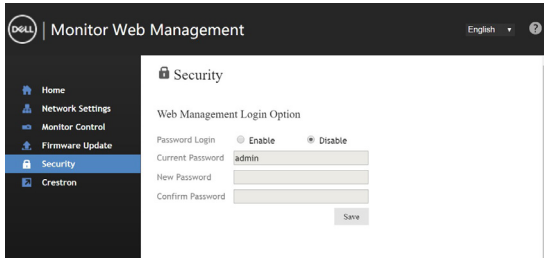 DELL | Monitor Web Management
English
?
Home
Network Settings
Monitor Control
Firmware Update
Security
Crestron
Security
Web Management Login Option
Password Login Enable Disable
Current Password admin
New Password
Confirm Password
Save